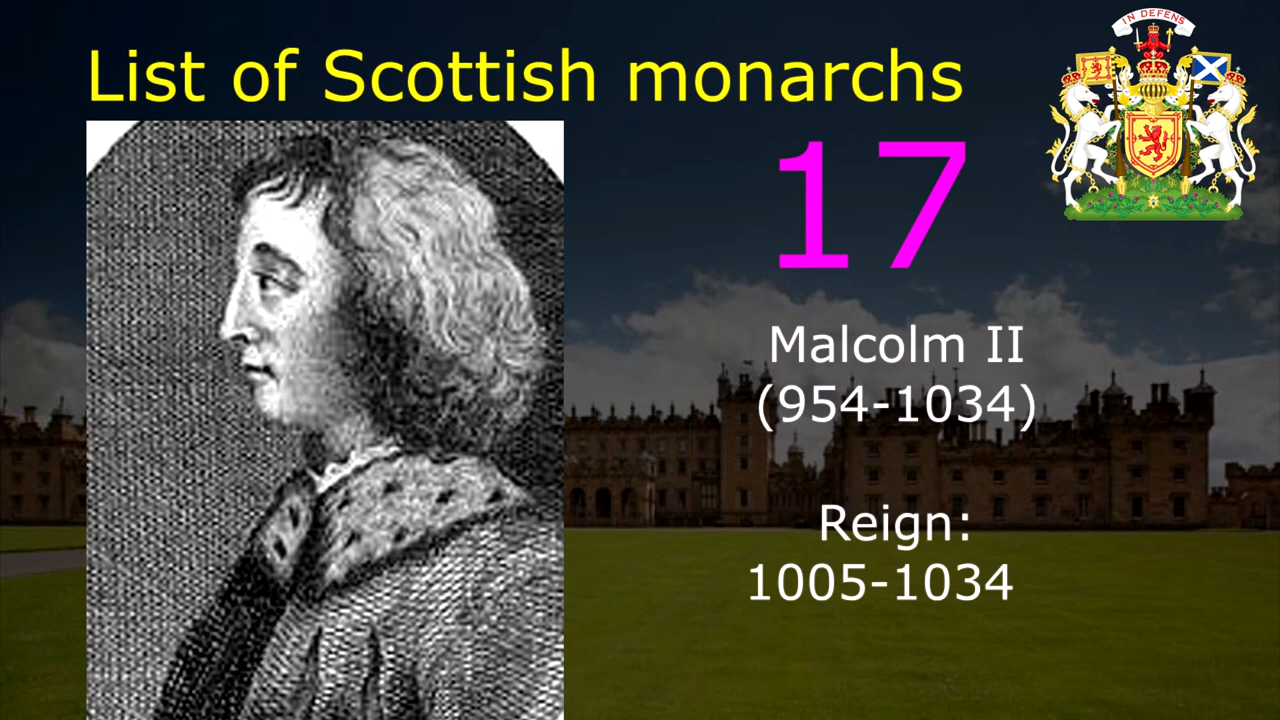 IN DEFENS
List of Scottish monarchs
17
Malcolm II
(954-1034)
Reign:
1005-1034